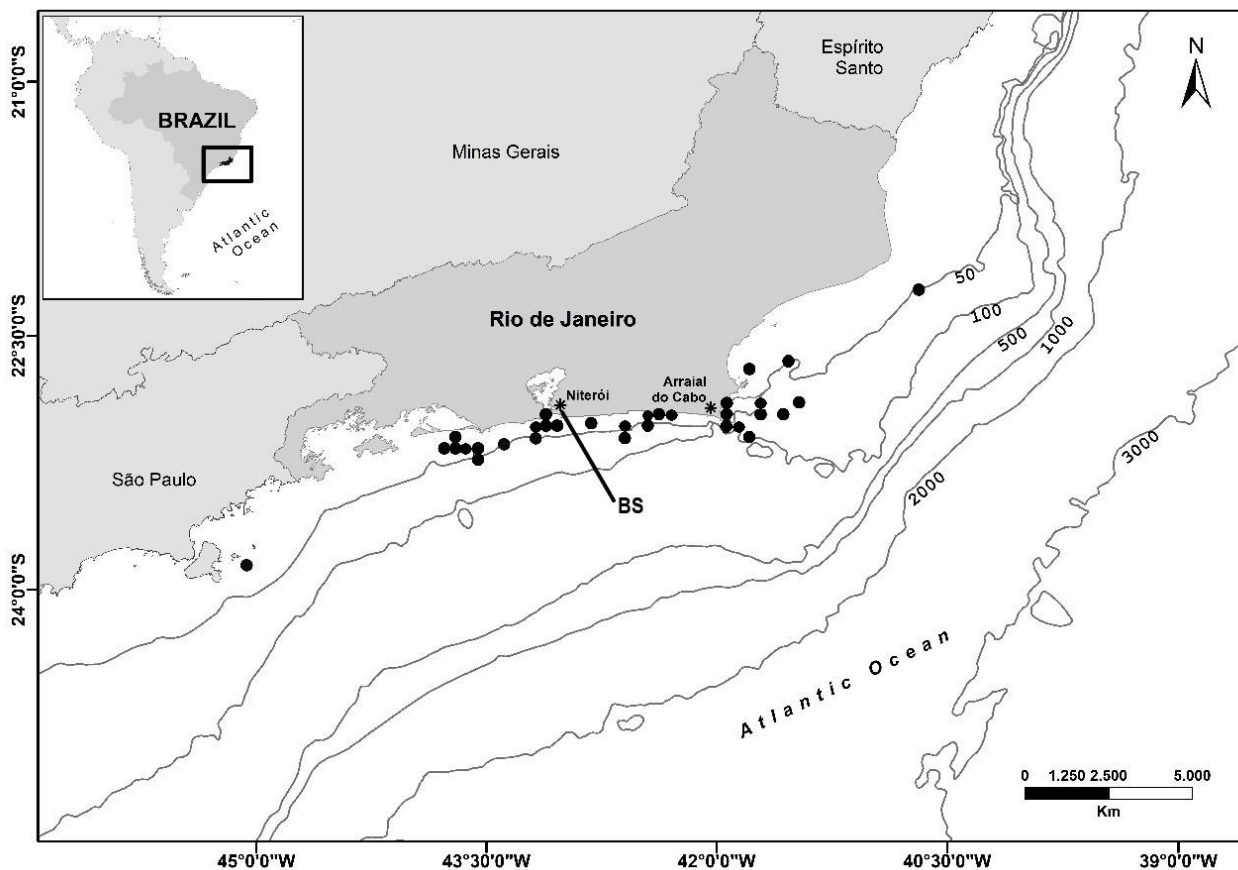 BRAZIL
Atlantic
Ocean
Espírito
Santo
N
Minas Gerais
Rio de Janeiro
Niterói
Arraial
do Cabo
São Paulo
BS
50
100
500
1000
2000
3000
Atlantic Ocean
0 1.250 2.500 5.000
Km
21°0'0"S
22°30'0"S
24°0'0"S
45°0'0"W 43°30'0"W 42°0'0"W 40°30'0"W 39°0'0"W